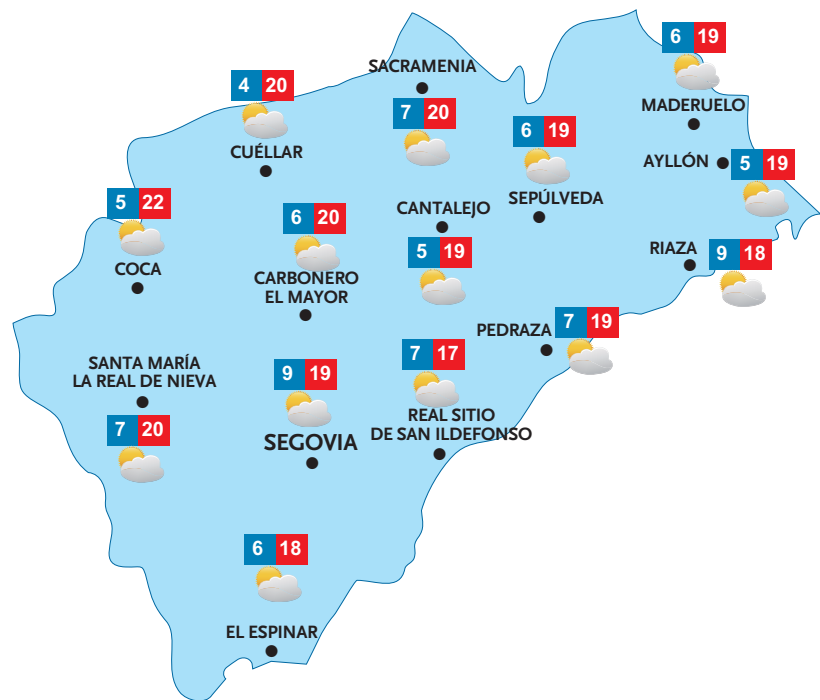 6 19
MADERUELO
SACRAMENIA
7 20
4 20
CUÉLLAR
6 19
SEPÚLVEDA
AYLLÓN
5 19
5 22
COCA
6 20
CARBONERO
EL MAYOR
CANTALEJO
5 19
RIAZA
9 18
PEDRAZA
7 19
SANTA MARÍA
LA REAL DE NIEVA
7 20
9 19
SEGOVIA
7 17
REAL SITIO
DE SAN ILDEFONSO
6 18
EL ESPINAR